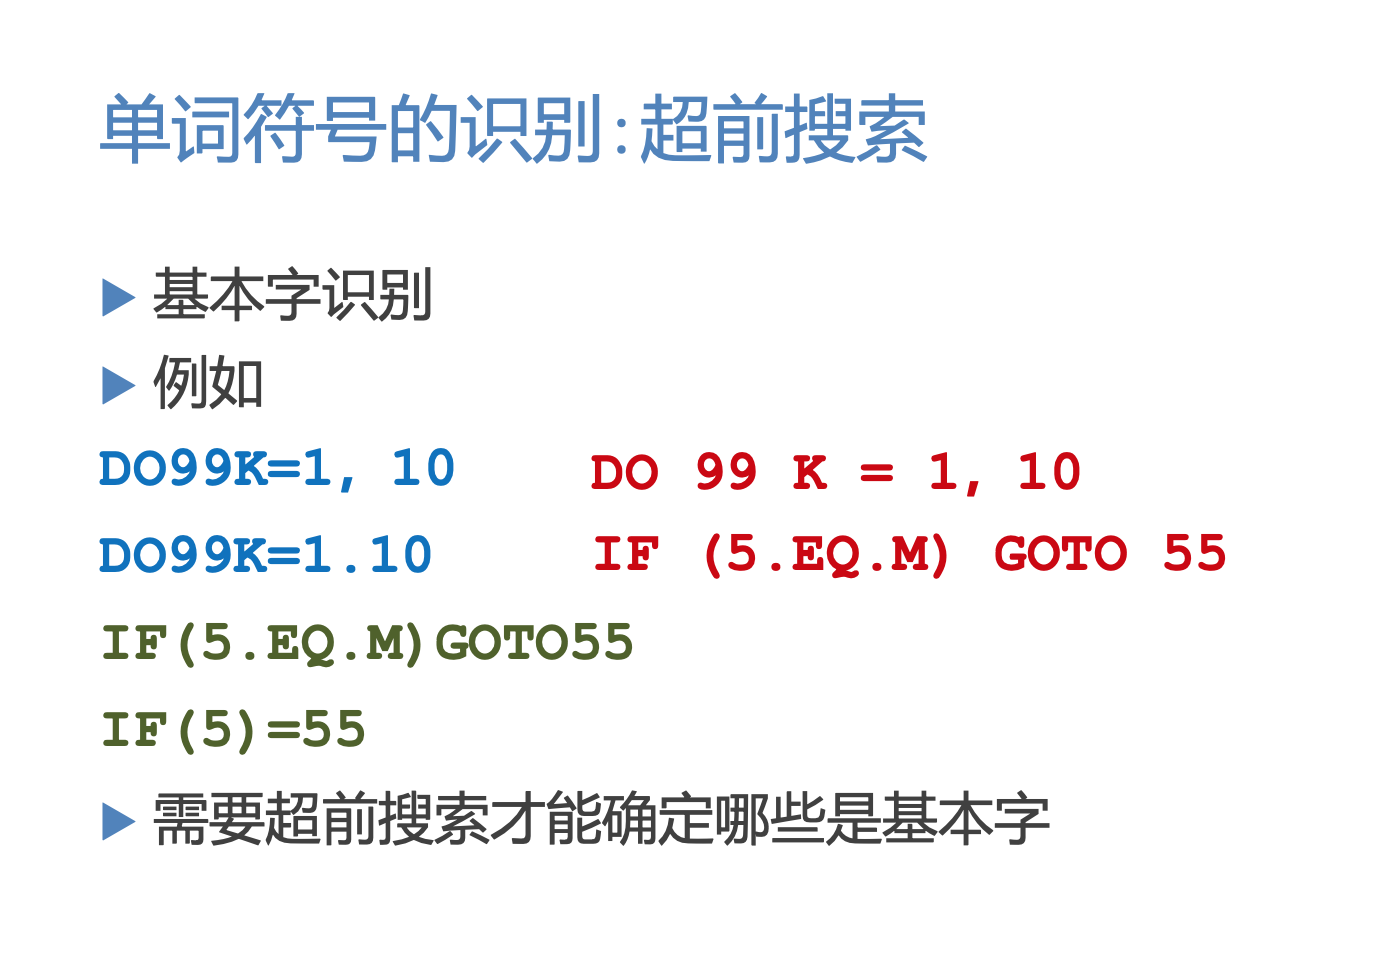 单词符号的识别:超前搜索
基本字识别
例如
DO99K=1, 10
DO 99 K = 1, 10
DO99K=1.10
IF (5.EQ.M) GOTO 55
IF(5.EQ.M)GOTO55
IF(5)=55
需要超前搜索才能确定哪些是基本字